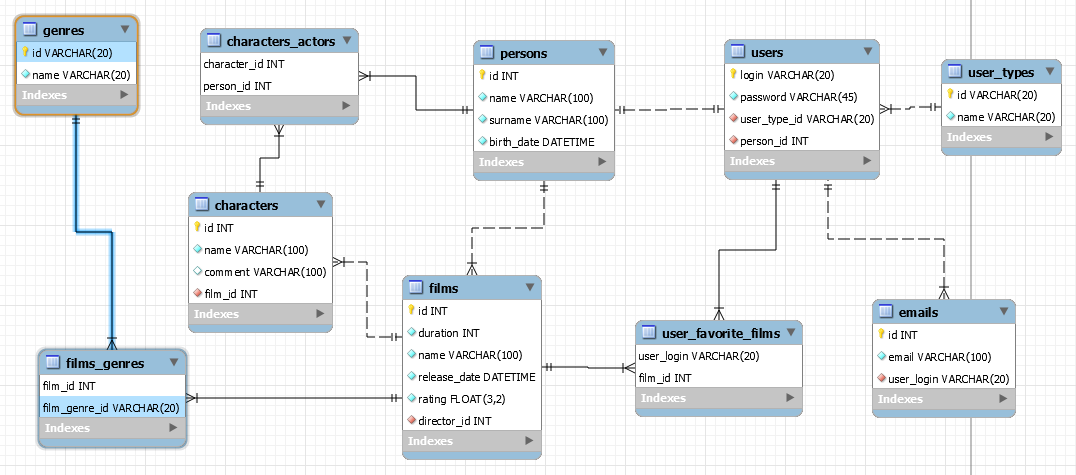 genres
id VARCHAR(20)
name VARCHAR(20)
Indexes
characters_actors
character_id INT
person_id INT
Indexes
persons
id INT
name VARCHAR(100)
surname VARCHAR(100)
birth_date DATETIME
Indexes
users
login VARCHAR(20)
password VARCHAR(45)
user_type_id VARCHAR(20)
person_id INT
Indexes
user_types
id VARCHAR(20)
name VARCHAR(20)
Indexes
characters
id INT
name VARCHAR(100)
comment VARCHAR(100)
film_id INT
Indexes
films
id INT
duration INT
name VARCHAR(100)
release_date DATETIME
rating FLOAT(3,2)
director_id INT
Indexes
user_favorite_films
user_login VARCHAR(20)
film_id INT
Indexes
emails
id INT
email VARCHAR(100)
user_login VARCHAR(20)
Indexes
films_genres
film_id INT
film_genre_id VARCHAR(20)
Indexes